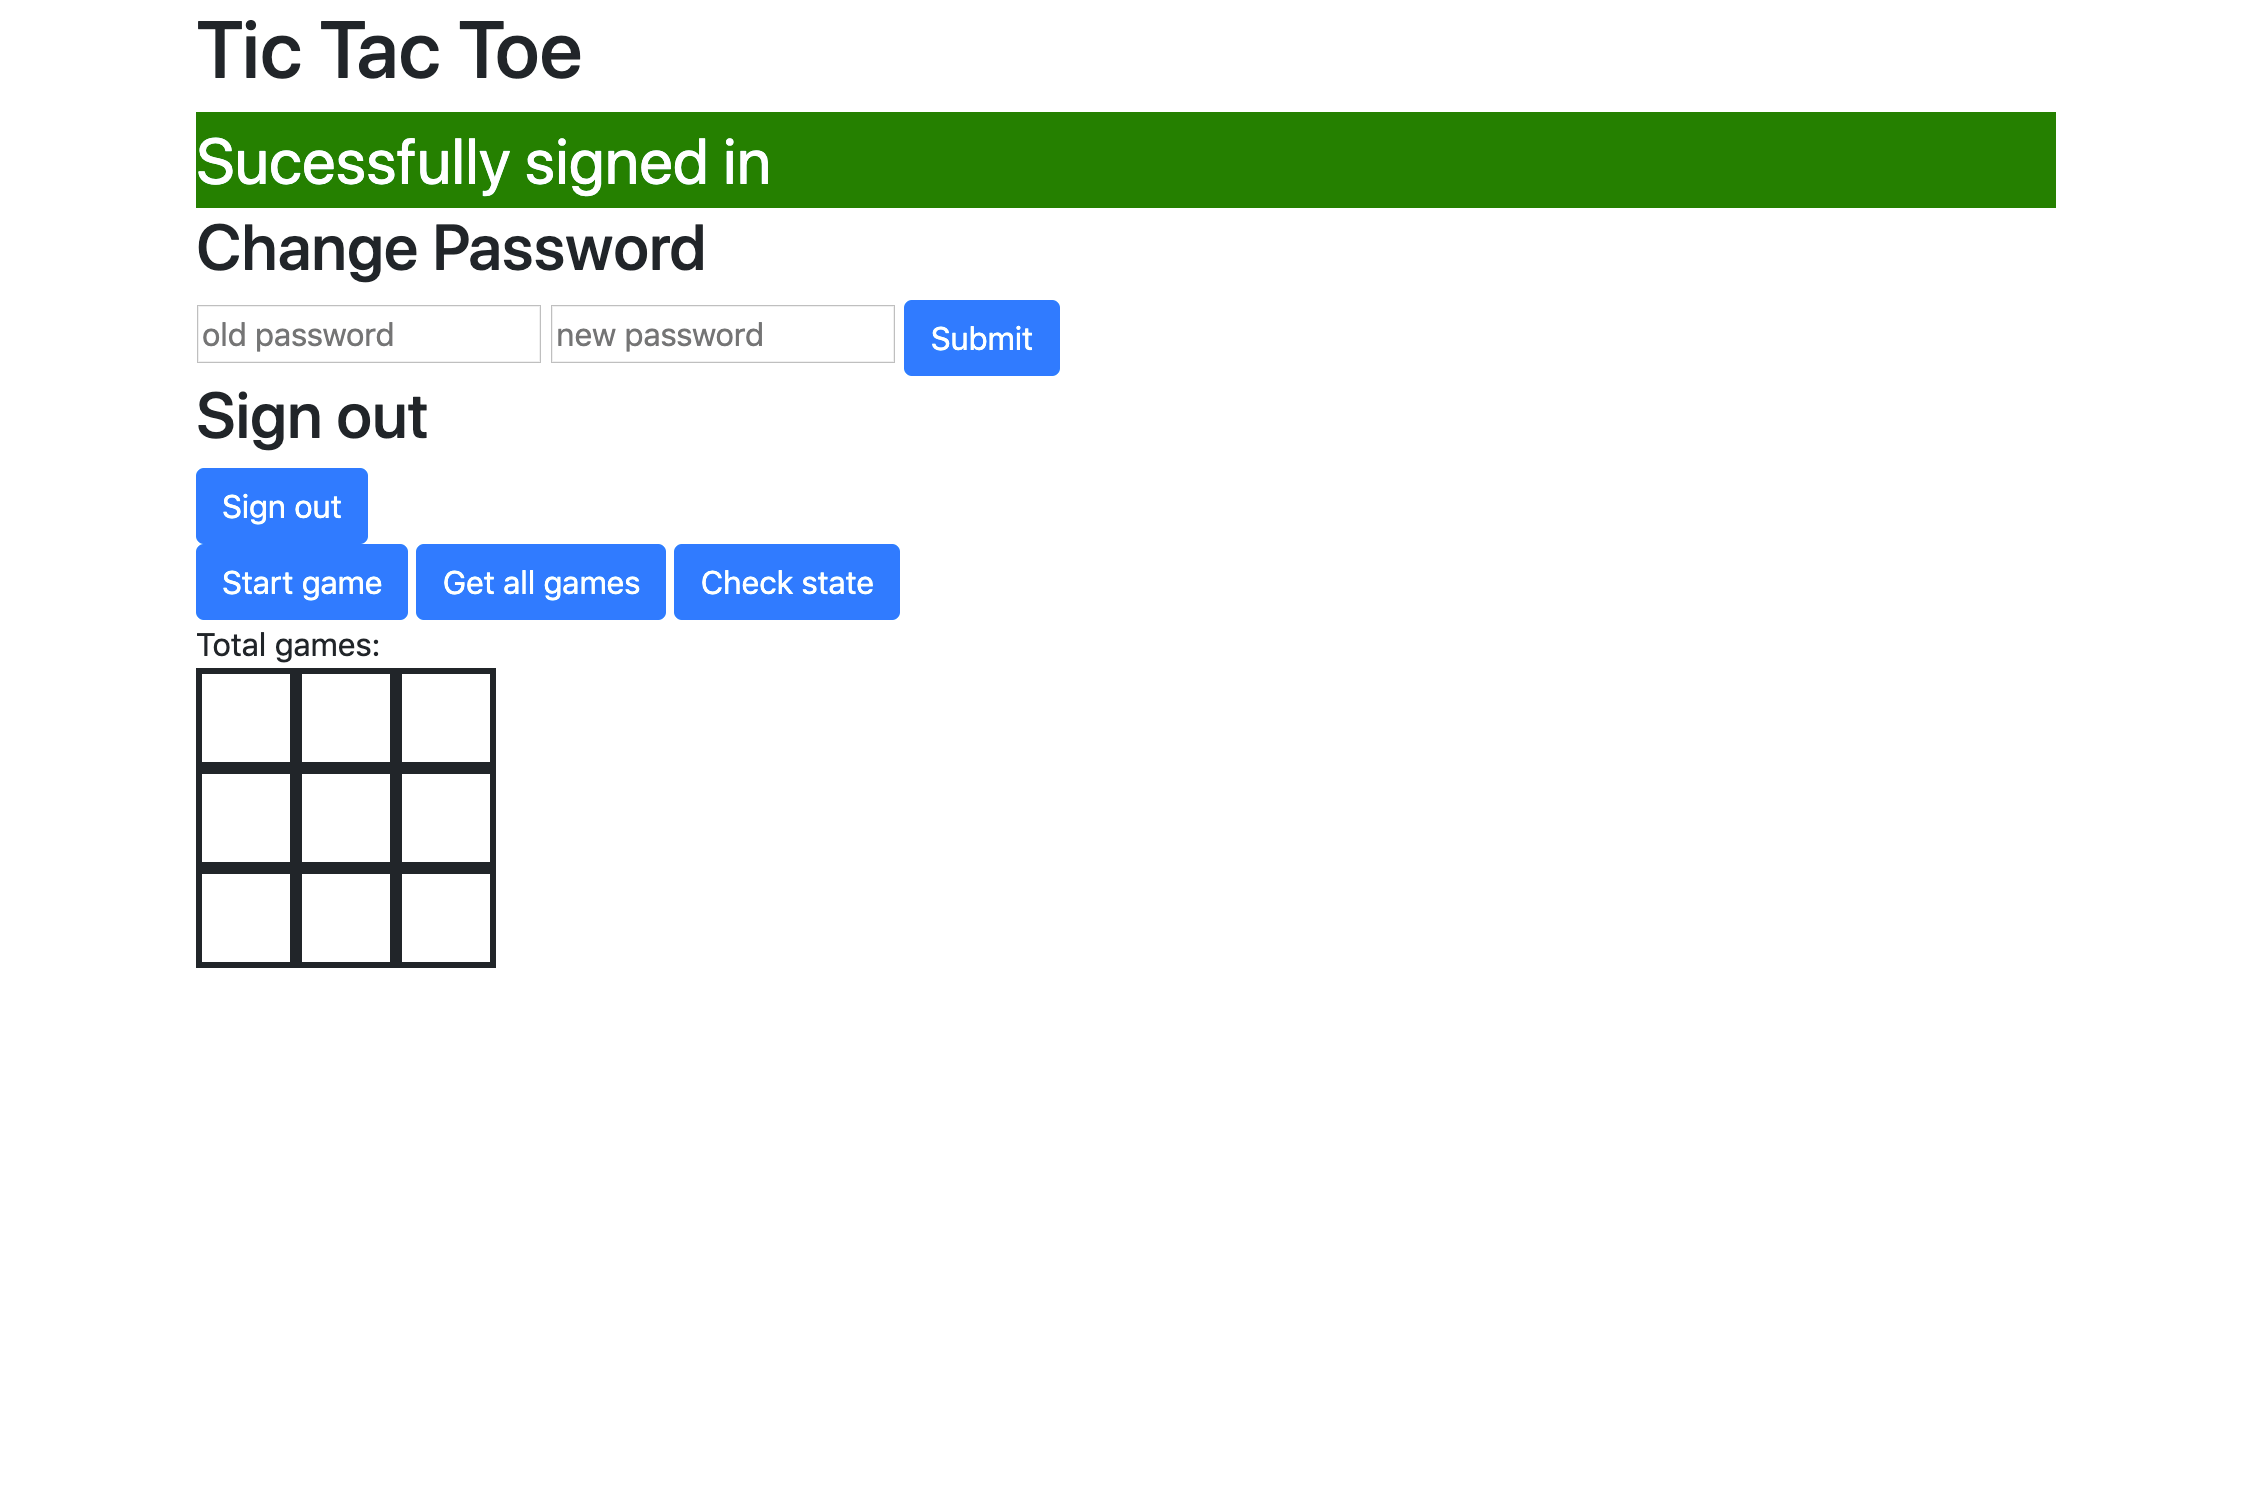 Tic Tac Toe
Sucessfully signed in
Change Password
old password new password Submit
Sign out
Sign out
Start game Get all games Check state
Total games: